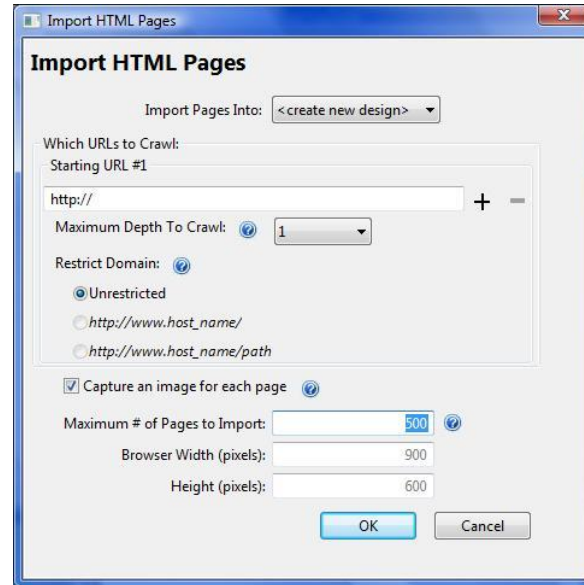 Import HTML Pages
Import HTML Pages
Import Pages Into: <create new design>
Which URLs to Crawl:
Starting URL #1
http://
Maximum Depth To Crawl: 1
Restrict Domain:
Unrestricted
http://www.host_name/
http://www.host_name/path
Capture an image for each page
Maximum # of Pages to Import: 500
Browser Width (pixels): 900
Height (pixels): 600
OK Cancel